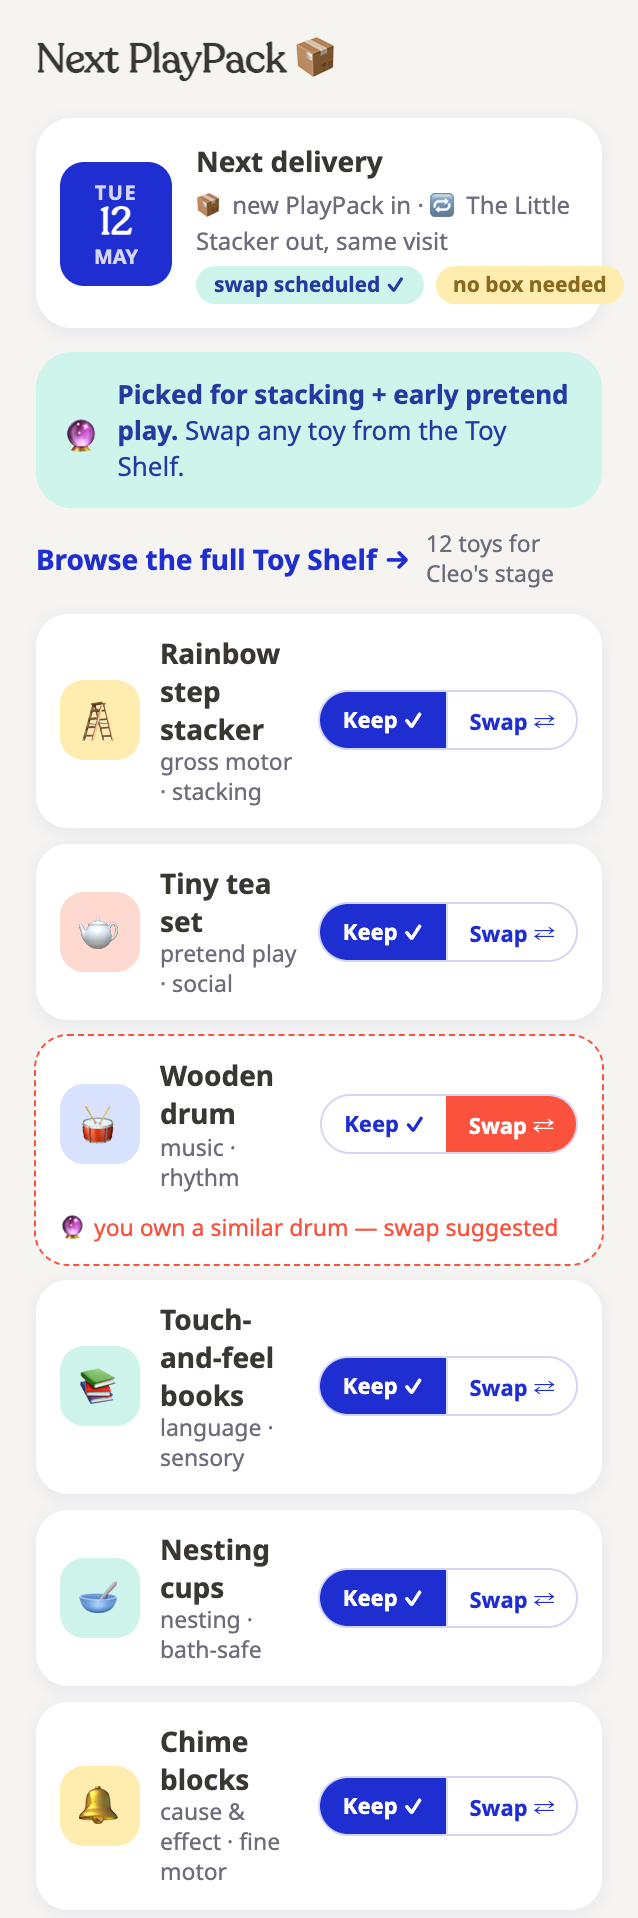 Next PlayPack 📦
TUE
12
MAY
Next delivery
📦 new PlayPack in · 🔁 The Little
Stacker out, same visit
swap scheduled ✓
no box needed
Picked for stacking + early pretend
play. Swap any toy from the Toy
Shelf.
Browse the full Toy Shelf →
12 toys for
Cleo's stage
Rainbow
step
stacker
gross motor
· stacking
Keep ✓
Swap ⇄
Tiny tea
set
pretend play
· social
Keep ✓
Swap ⇄
Wooden
drum
music ·
rhythm
Keep ✓
Swap ⇄
🔮 you own a similar drum — swap suggested
Touch-
and-feel
books
language ·
sensory
Keep ✓
Swap ⇄
Nesting
cups
nesting ·
bath-safe
Keep ✓
Swap ⇄
Chime
blocks
cause &
effect · fine
motor
Keep ✓
Swap ⇄